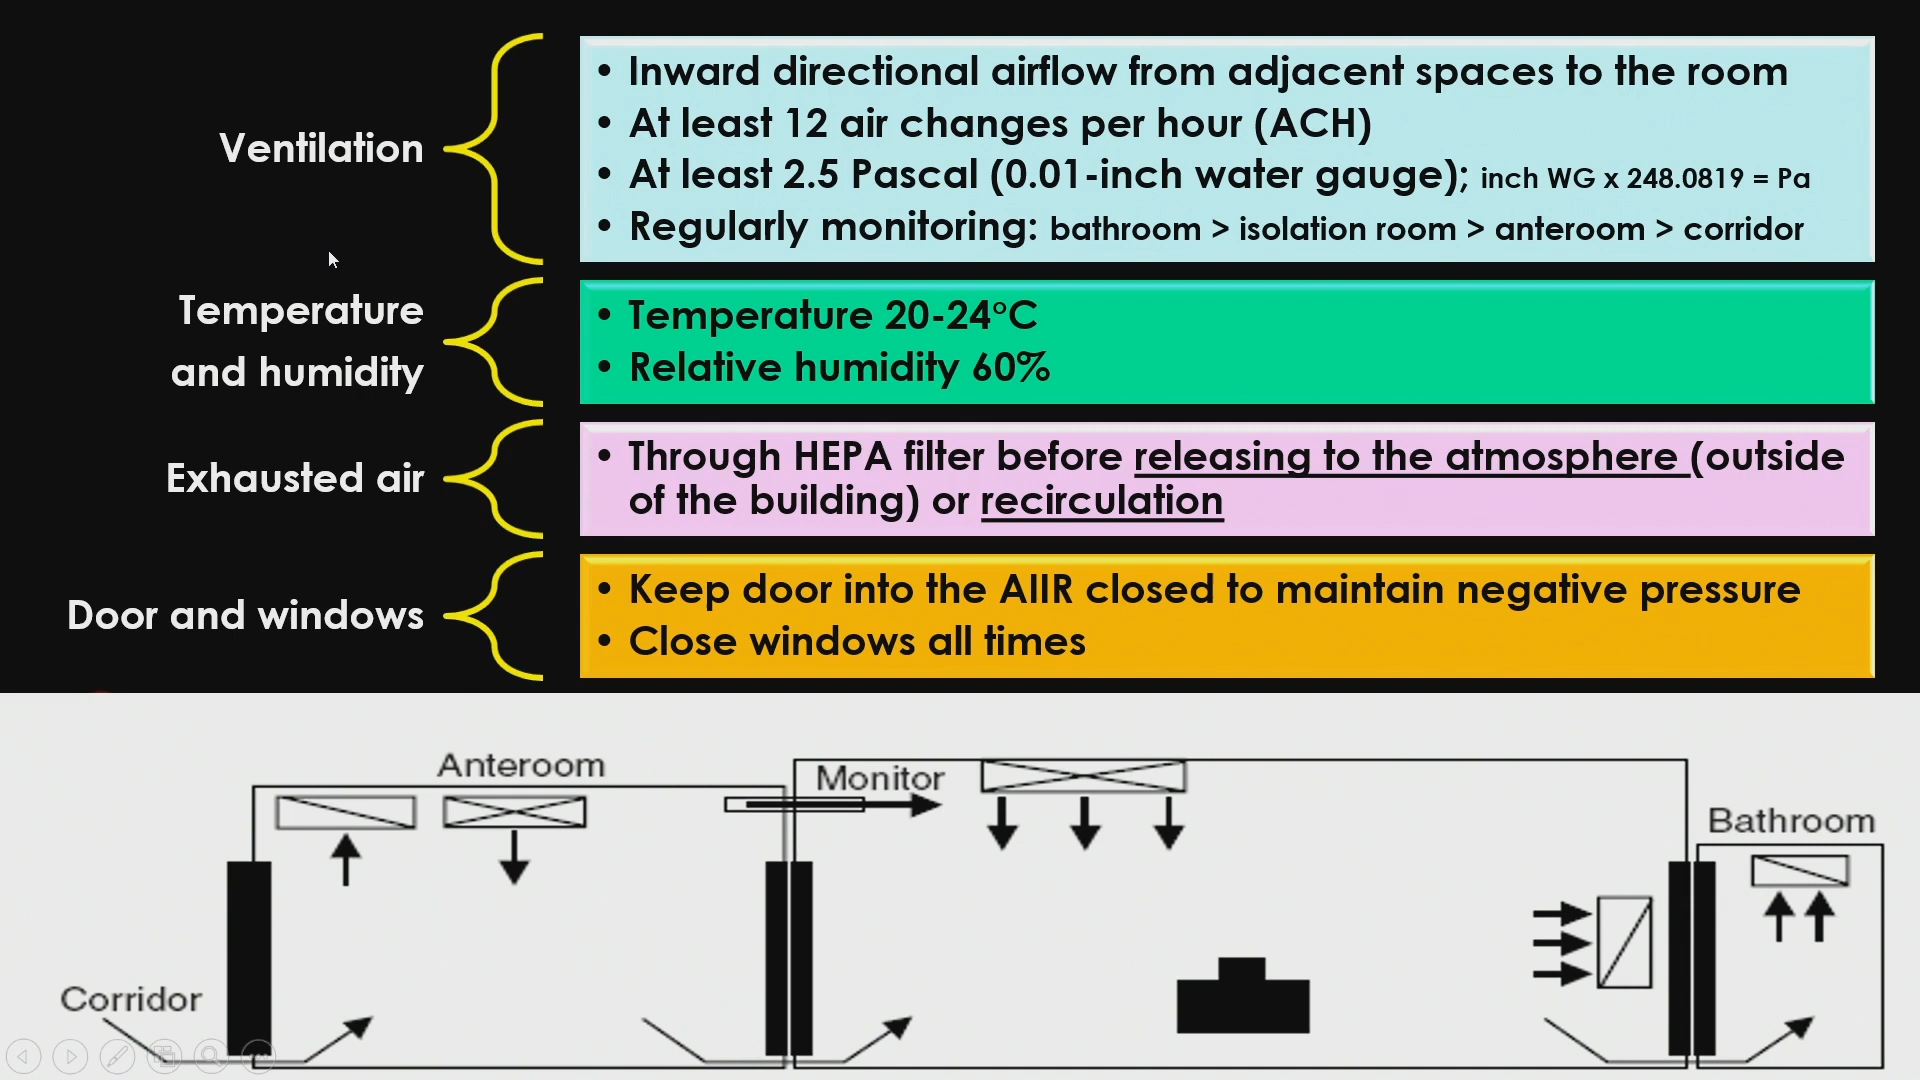 Ventilation
• Inward directional airflow from adjacent spaces to the room
• At least 12 air changes per hour (ACH)
• At least 2.5 Pascal (0.01-inch water gauge); inch WG x 248.0819 = Pa
• Regularly monitoring: bathroom > isolation room > anteroom > corridor
Temperature
and humidity
• Temperature 20-24°C
• Relative humidity 60%
Exhausted air
• Through HEPA filter before releasing to the atmosphere (outside
of the building) or recirculation
Door and windows
• Keep door into the AIIR closed to maintain negative pressure
• Close windows all times
Anteroom
Monitor
Bathroom
Corridor